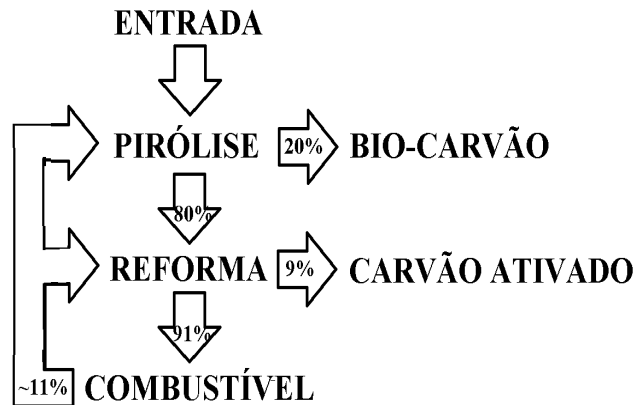 ENTRADA
PIRÓLISE 20% BIO-CARVÃO
80%
REFORMA 9% CARVÃO ATIVADO
91%
~11% COMBUSTÍVEL